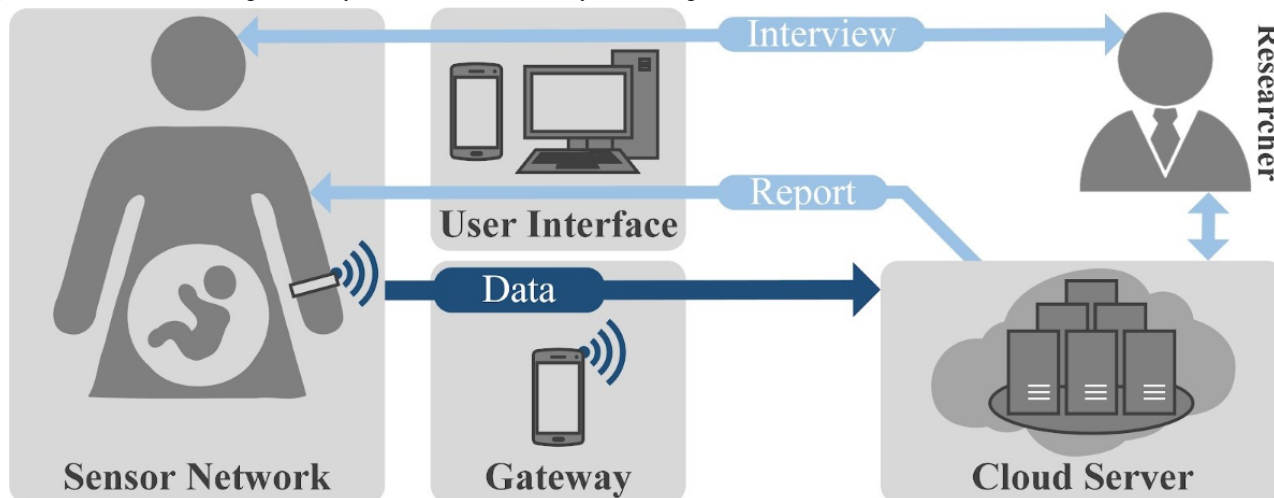 Interview
Researcher
Report
User Interface
Data
Sensor Network
Gateway
Cloud Server